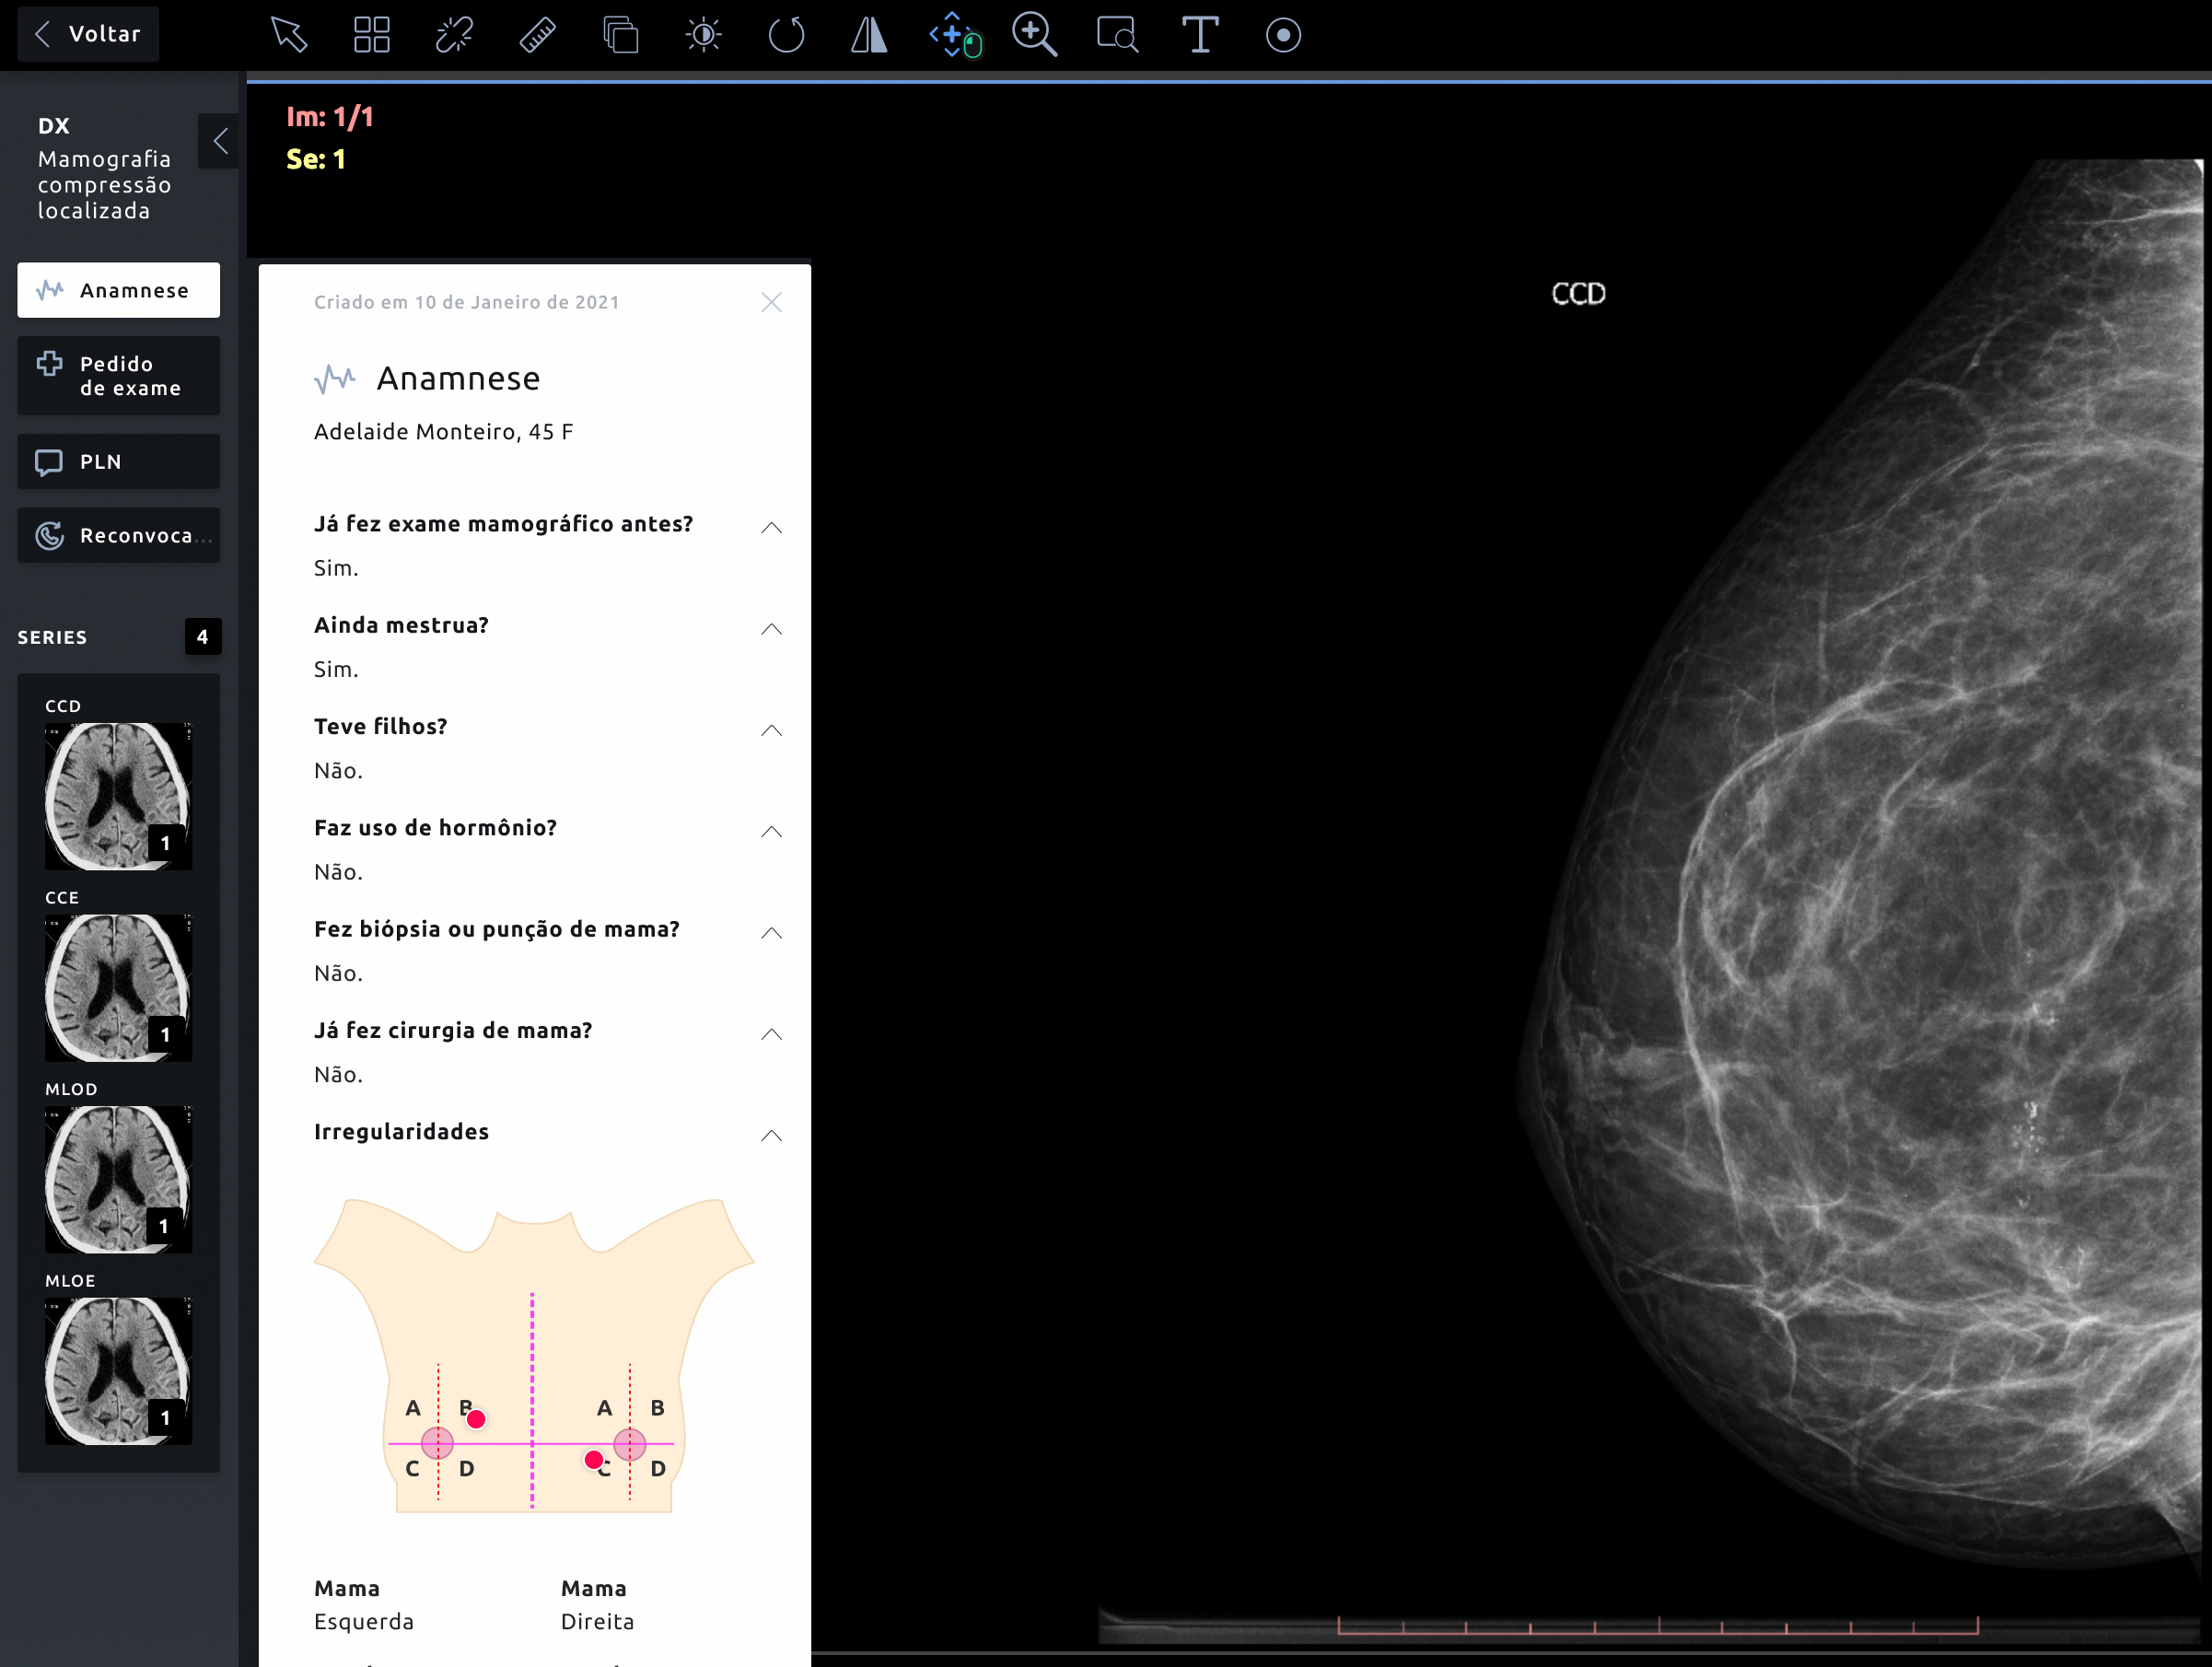 Voltar
DX
Mamografia
compressão
localizada
Anamnese
Pedido
de exame
PLN
Reconvoca...
SERIES 4
CCD
1
CCE
1
MLOD
1
MLOE
1
Im: 1/1
Se: 1
Criado em 10 de Janeiro de 2021
Anamnese
Adelaide Monteiro, 45 F
Já fez exame mamográfico antes?
Sim.
Ainda mestrua?
Sim.
Teve filhos?
Não.
Faz uso de hormônio?
Não.
Fez biópsia ou punção de mama?
Não.
Já fez cirurgia de mama?
Não.
Irregularidades
A B A B
C D C D
Mama Mama
Esquerda Direita
CCD